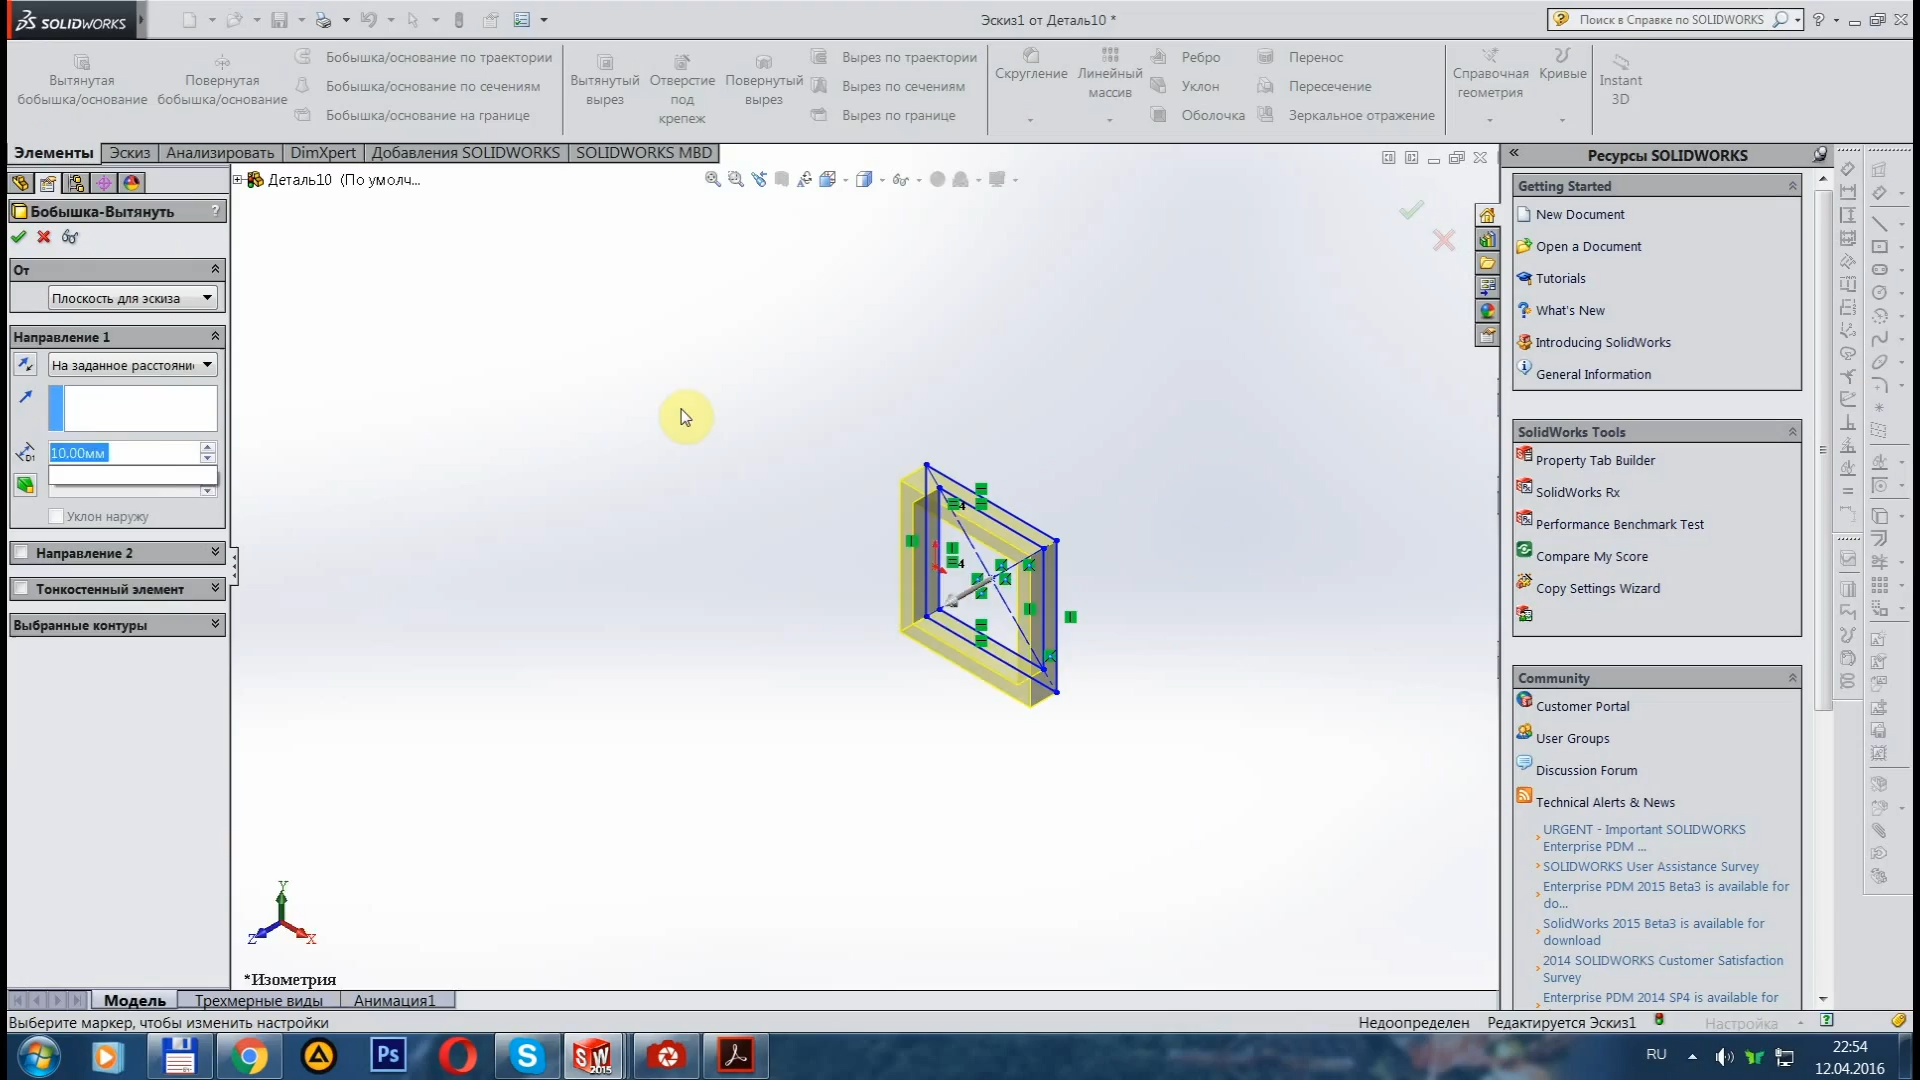 SOLIDWORKS
Эскиз1 от Деталь10 *
Поиск в Справке по SOLIDWORKS
Вытянутая бобышка/основание
Повернутая бобышка/основание
Бобышка/основание по траектории
Бобышка/основание по сечениям
Бобышка/основание на границе
Вытянутый вырез
Отверстие под крепеж
Повернутый вырез
Вырез по траектории
Вырез по сечениям
Вырез по границе
Скругление
Линейный массив
Ребро
Уклон
Оболочка
Перенос
Пересечение
Зеркальное отражение
Справочная геометрия
Кривые
Instant 3D
Элементы
Эскиз
Анализировать
DimXpert
Добавления SOLIDWORKS
SOLIDWORKS MBD
Деталь10 (По умолч...
Бобышка-Вытянуть
?
От
Плоскость для эскиза
Направление 1
На заданное расстояни
D1
10.00мм
Уклон наружу
Направление 2
Тонкостенный элемент
Выбранные контуры
4
4
Y
Z
X
*Изометрия
Ресурсы SOLIDWORKS
Getting Started
New Document
Open a Document
Tutorials
What's New
Introducing SolidWorks
General Information
SolidWorks Tools
Property Tab Builder
SolidWorks Rx
Performance Benchmark Test
Compare My Score
Copy Settings Wizard
Community
Customer Portal
User Groups
Discussion Forum
Technical Alerts & News
URGENT - Important SOLIDWORKS
Enterprise PDM ...
SOLIDWORKS User Assistance Survey
Enterprise PDM 2015 Beta3 is available for
do...
SolidWorks 2015 Beta3 is available for
download
2014 SOLIDWORKS Customer Satisfaction
Survey
Enterprise PDM 2014 SP4 is available for
Модель
Трехмерные виды
Анимация1
Выберите маркер, чтобы изменить настройки
Недоопределен
Редактируется Эскиз1
Настройка
Ps
SW
2015
RU
22:54
12.04.2016